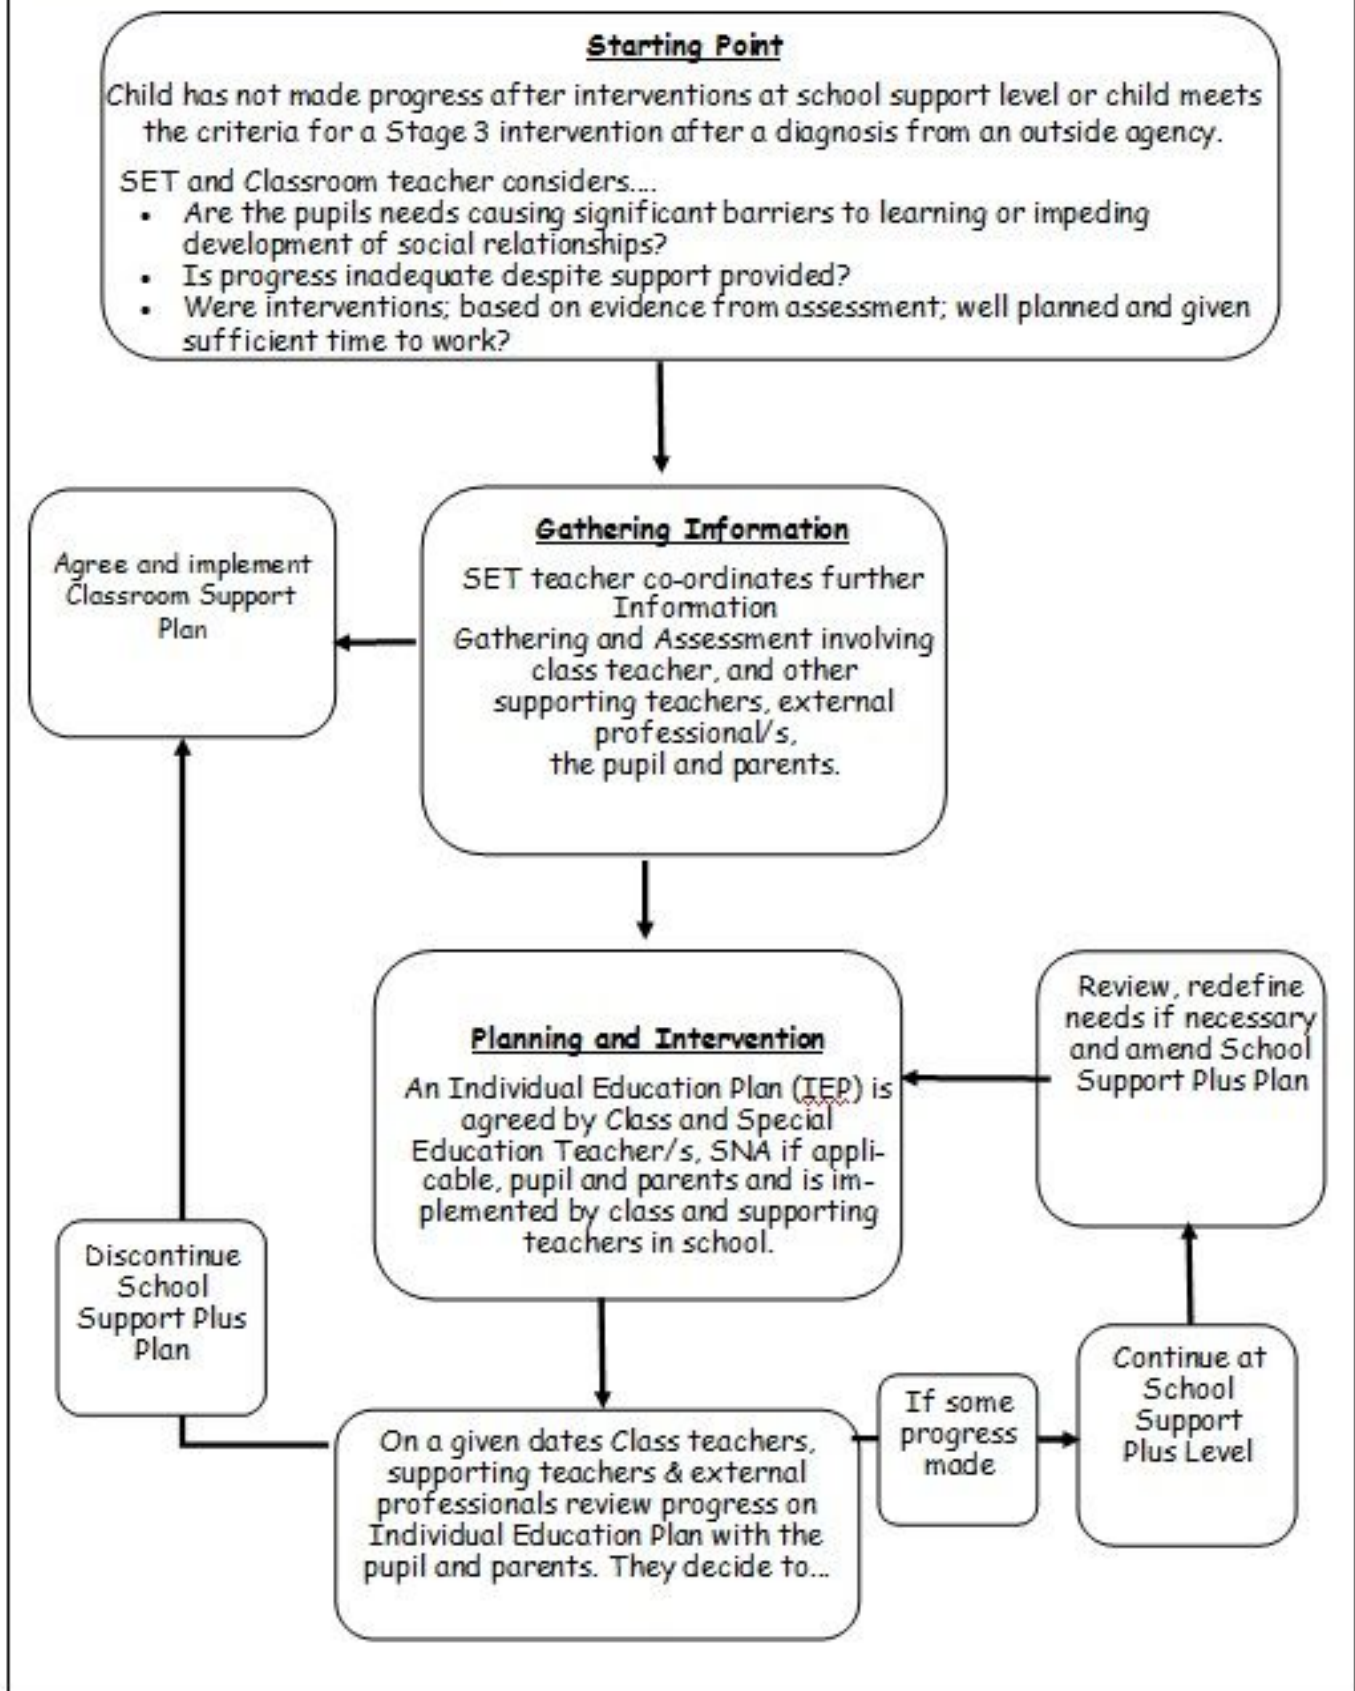 Starting Point
Child has not made progress after interventions at school support level or child meets
the criteria for a Stage 3 intervention after a diagnosis from an outside agency.
SET and Classroom teacher considers....
• Are the pupils needs causing significant barriers to learning or impeding
development of social relationships?
• Is progress inadequate despite support provided?
• Were interventions; based on evidence from assessment; well planned and given
sufficient time to work?
Agree and implement
Classroom Support
Plan
Gathering Information
SET teacher co-ordinates further
Information
Gathering and Assessment involving
class teacher, and other
supporting teachers, external
professional/s,
the pupil and parents.
Planning and Intervention
An Individual Education Plan (IEP) is
agreed by Class and Special
Education Teacher/s, SNA if appli-
cable, pupil and parents and is im-
plemented by class and supporting
teachers in school.
Review, redefine
needs if necessary
and amend School
Support Plus Plan
Discontinue
School
Support Plus
Plan
On a given dates Class teachers,
supporting teachers & external
professionals review progress on
Individual Education Plan with the
pupil and parents. They decide to...
If some
progress
made
Continue at
School
Support
Plus Level